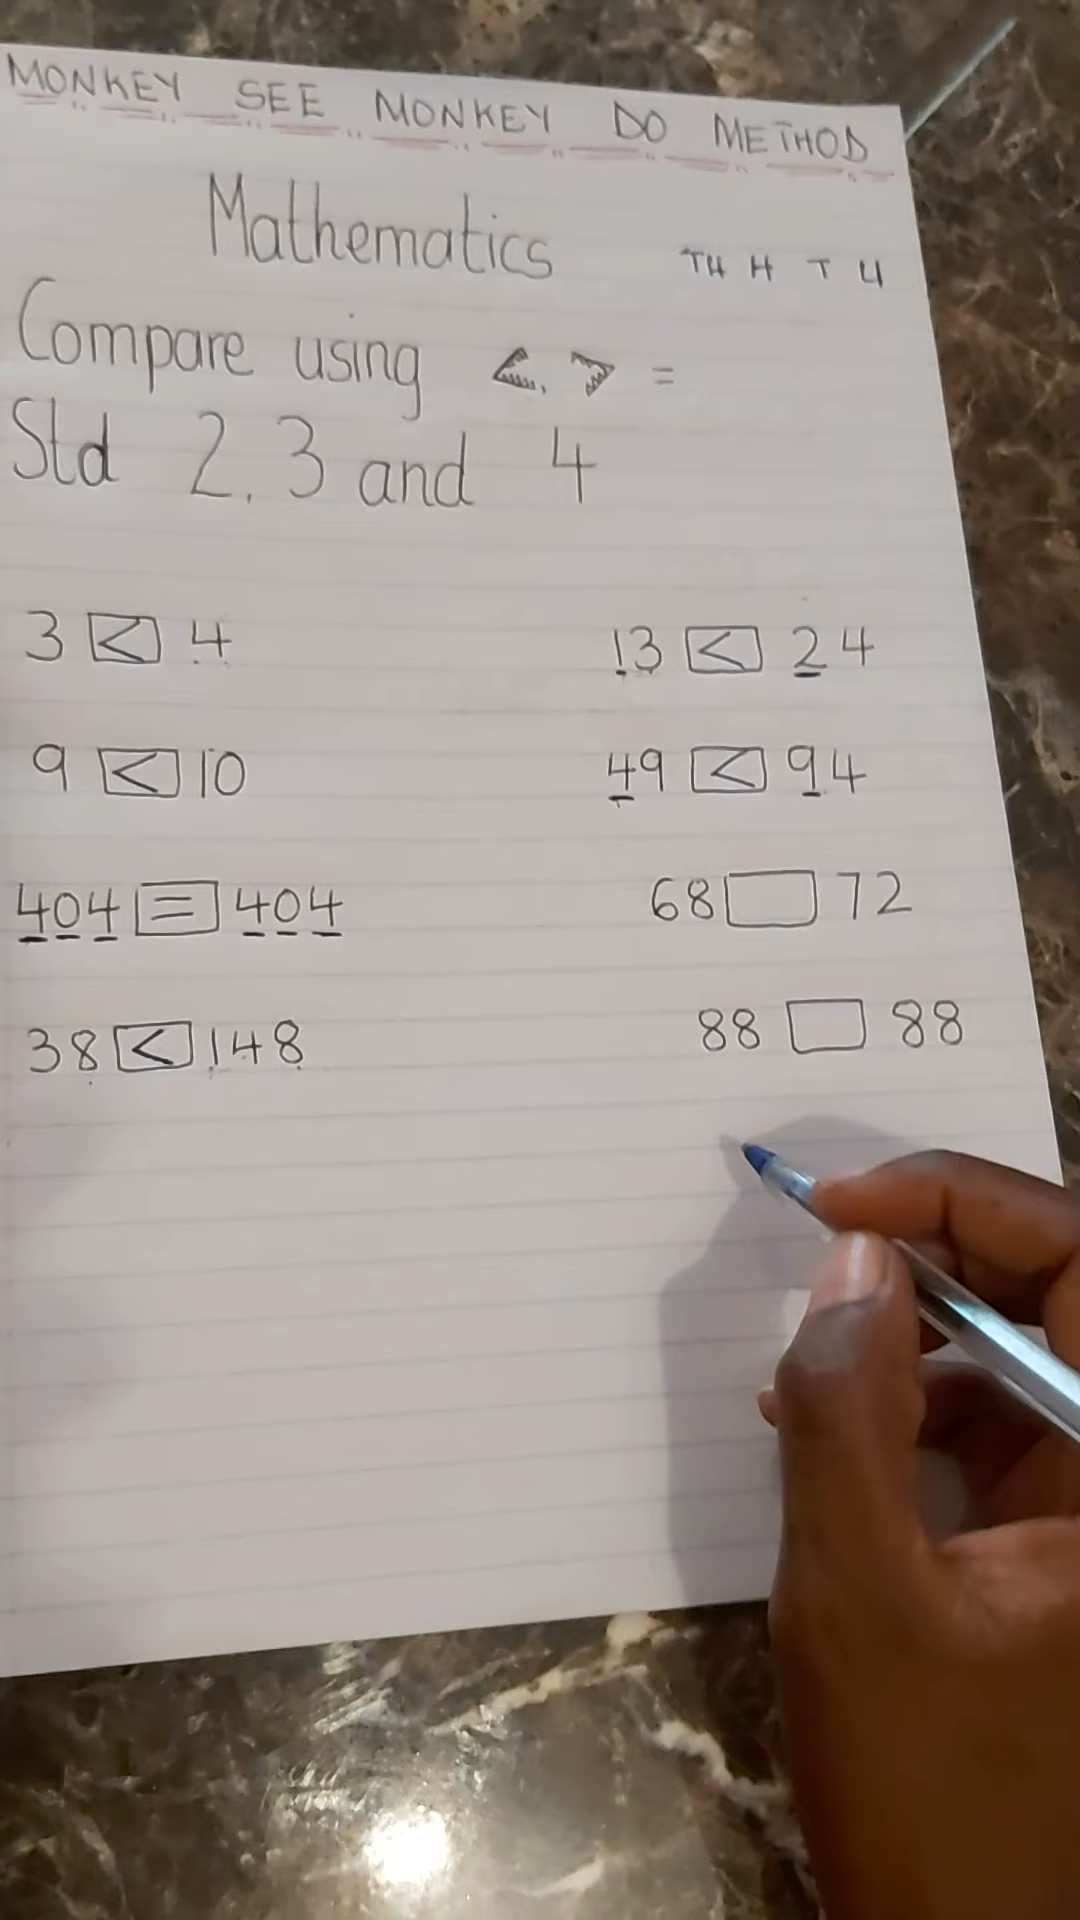 MONKEY SEE MONKEY DO METHOD
Mathematics
TH H T U
Compare using <, > =
Std 2, 3 and 4
3 < 4
13 < 24
9 < 10
49 < 94
404 = 404
68 72
38 < 148
88 88